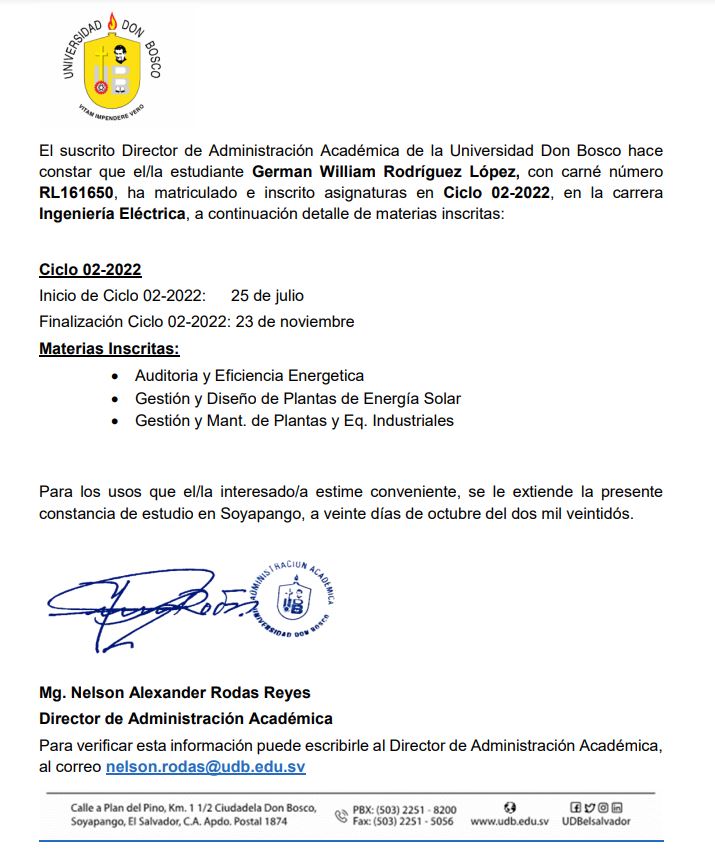 UNIVERSIDAD DON BOSCO
UB
VITAM IMPENDERE VERO
El suscrito Director de Administración Académica de la Universidad Don Bosco hace
constar que el/la estudiante German William Rodríguez López, con carné número
RL161650, ha matriculado e inscrito asignaturas en Ciclo 02-2022, en la carrera
Ingeniería Eléctrica, a continuación detalle de materias inscritas:
Ciclo 02-2022
Inicio de Ciclo 02-2022: 25 de julio
Finalización Ciclo 02-2022: 23 de noviembre
Materias Inscritas:
• Auditoria y Eficiencia Energetica
• Gestión y Diseño de Plantas de Energía Solar
• Gestión y Mant. de Plantas y Eq. Industriales
Para los usos que el/la interesado/a estime conveniente, se le extiende la presente
constancia de estudio en Soyapango, a veinte días de octubre del dos mil veintidós.
ADMINISTRACIÓN ACADÉMICA
UB
UNIVERSIDAD DON BOSCO
Mg. Nelson Alexander Rodas Reyes
Director de Administración Académica
Para verificar esta información puede escribirle al Director de Administración Académica,
al correo nelson.rodas@udb.edu.sv
Calle a Plan del Pino, Km. 1 1/2 Ciudadela Don Bosco,
Soyapango, El Salvador, C.A. Apdo. Postal 1874
PBX: (503) 2251 - 8200
Fax: (503) 2251 - 5056
www.udb.edu.sv
UDBelsalvador